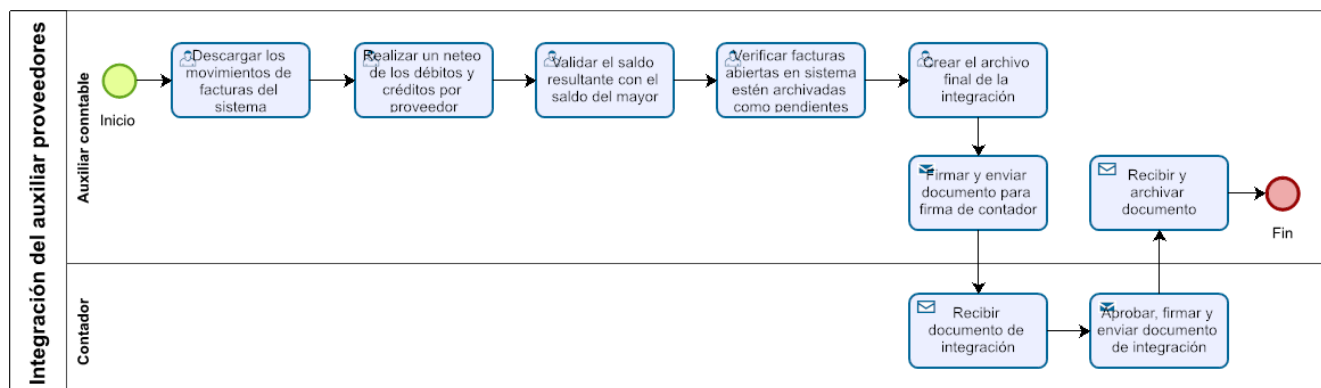 Integración del auxiliar proveedores
Auxiliar conntable
Inicio
Descargar los
movimientos de
facturas del
sistema
Realizar un neteo
de los débitos y
créditos por
proveedor
Validar el saldo
resultante con el
saldo del mayor
Verificar facturas
abiertas en sistema
estén archivadas
como pendientes
Crear el archivo
final de la
integración
Firmar y enviar
documento para
firma de contador
Recibir y
archivar
documento
Fin
Contador
Recibir
documento de
integración
Aprobar, firmar y
enviar documento
de integración